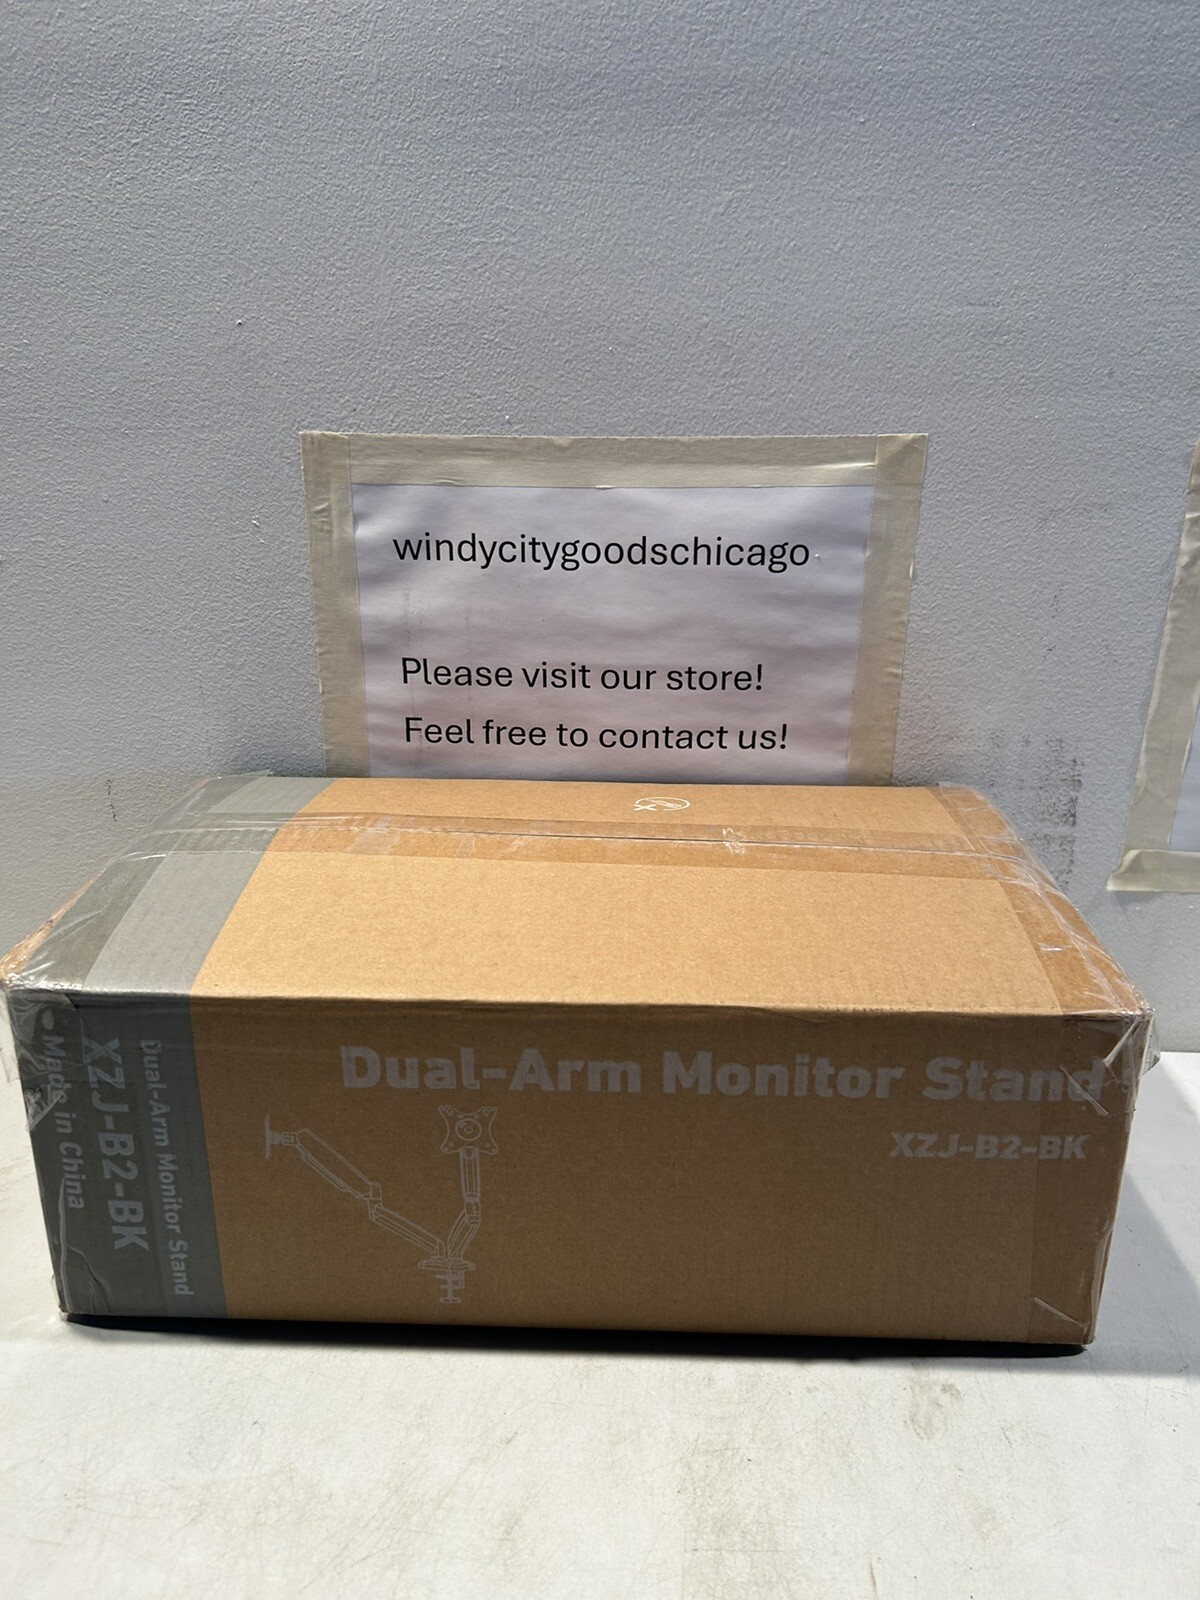 windycitygoodschicago
Please visit our store!
Feel free to contact us!
Dual-Arm Monitor Stand
XZJ-B2-BK
Dual-Arm Monitor Stand
XZJ-B2-BK
Made in China